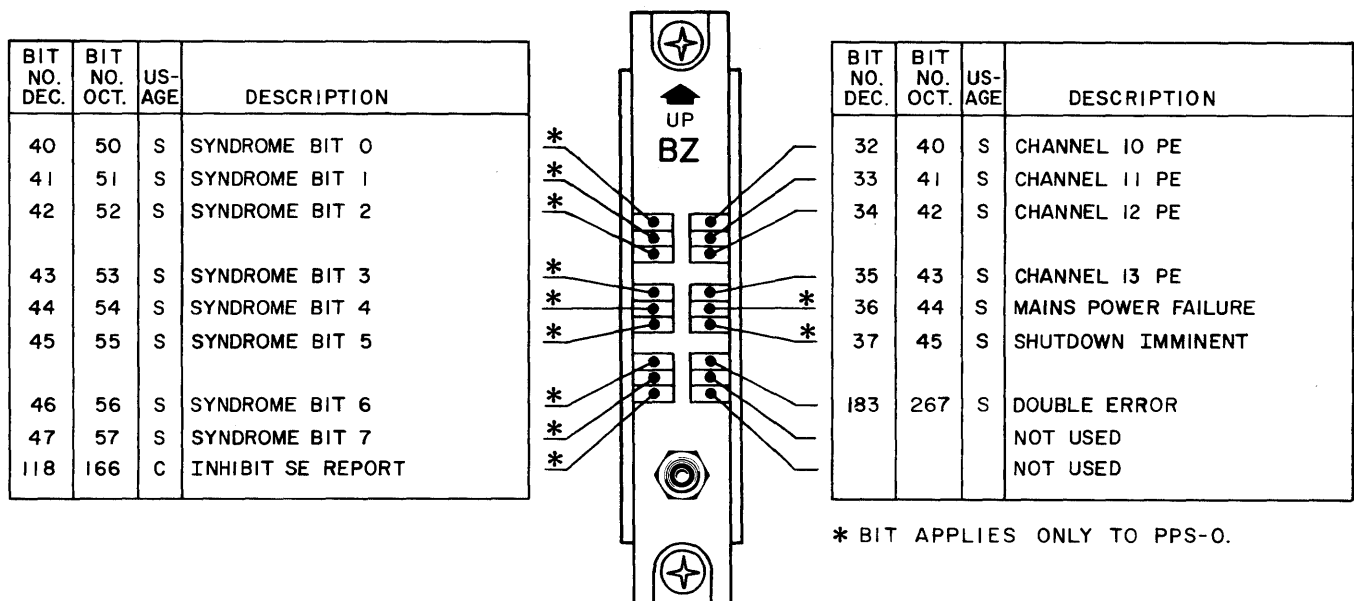 BIT NO. DEC. BIT NO. OCT. US-AGE DESCRIPTION
40 50 S SYNDROME BIT 0 *
41 51 S SYNDROME BIT 1 *
42 52 S SYNDROME BIT 2 *
43 53 S SYNDROME BIT 3 *
44 54 S SYNDROME BIT 4 *
45 55 S SYNDROME BIT 5 *
46 56 S SYNDROME BIT 6 *
47 57 S SYNDROME BIT 7 *
118 166 C INHIBIT SE REPORT *
UP
BZ
BIT NO. DEC. BIT NO. OCT. US-AGE DESCRIPTION
32 40 S CHANNEL 10 PE
33 41 S CHANNEL 11 PE
34 42 S CHANNEL 12 PE
35 43 S CHANNEL 13 PE
* 36 44 S MAINS POWER FAILURE
* 37 45 S SHUTDOWN IMMINENT
183 267 S DOUBLE ERROR
NOT USED
NOT USED
* BIT APPLIES ONLY TO PPS-0.